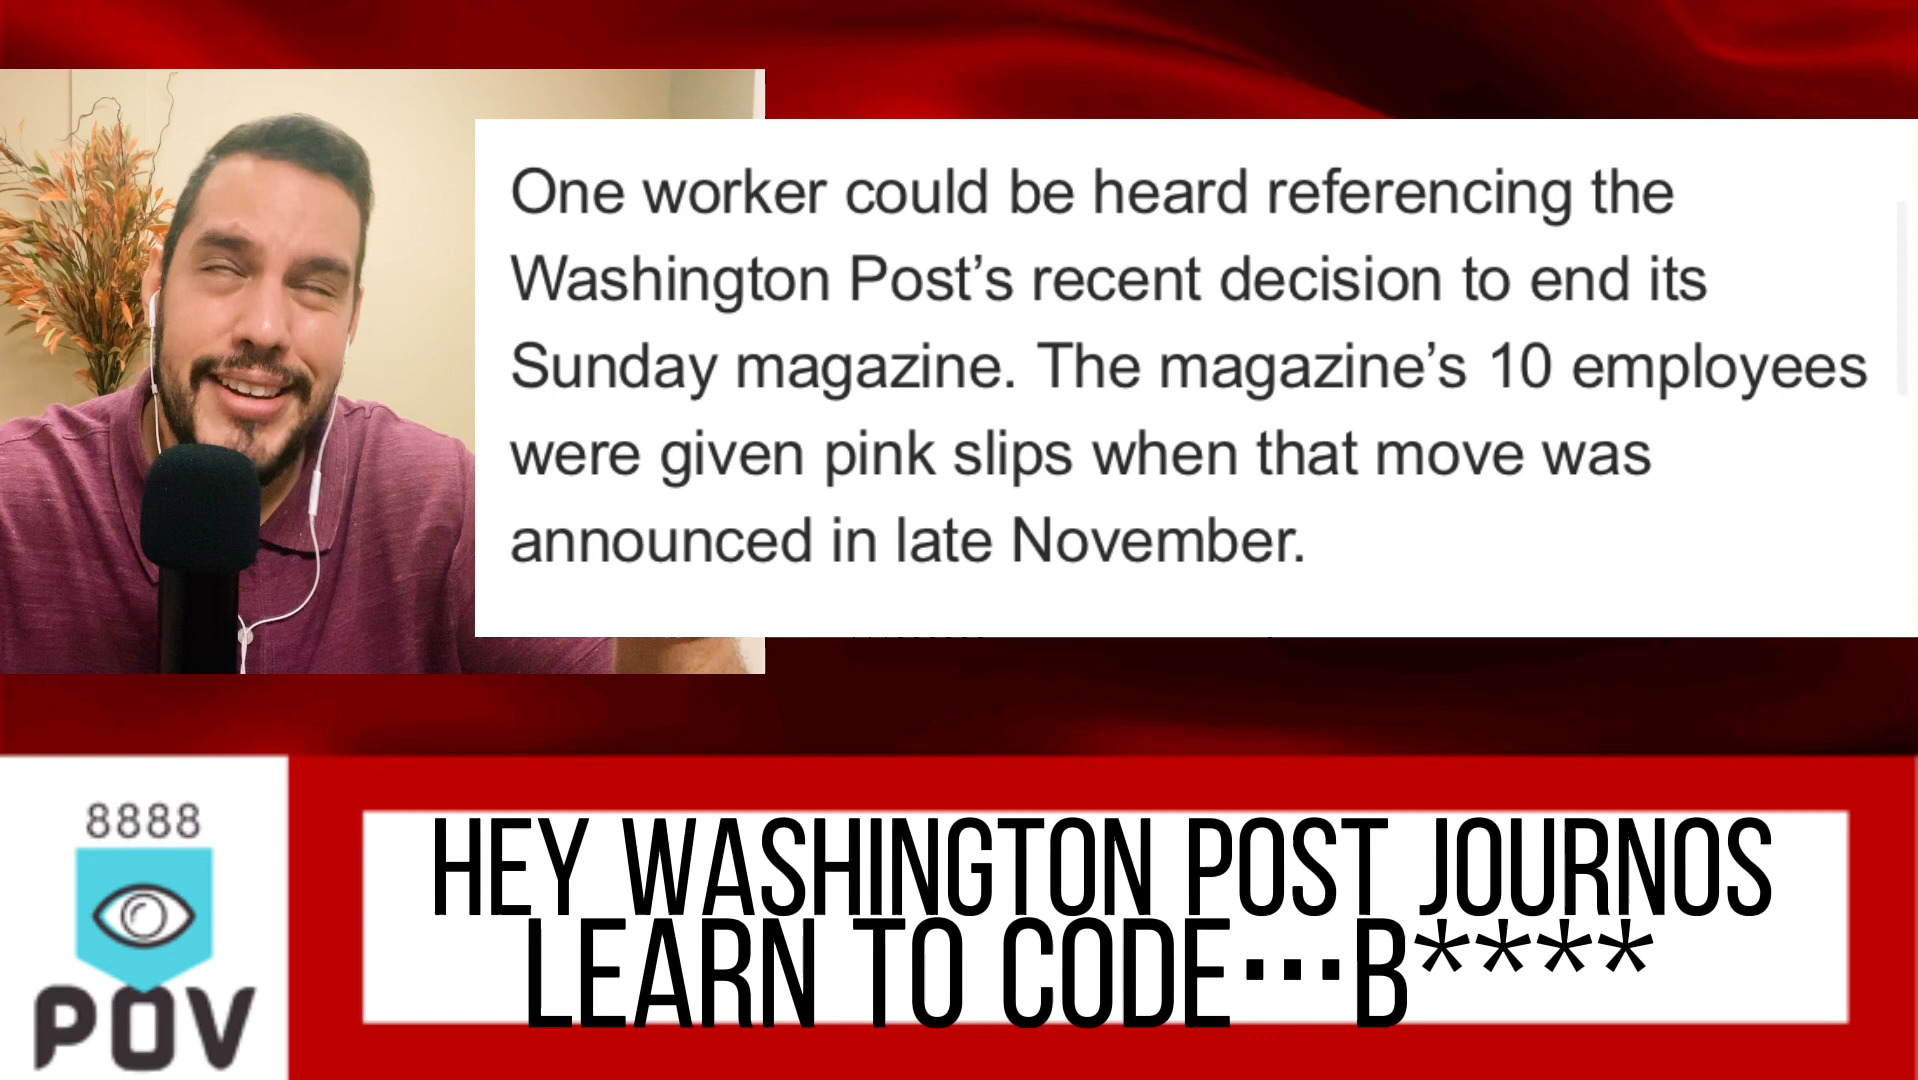 One worker could be heard referencing the
Washington Post’s recent decision to end its
Sunday magazine. The magazine’s 10 employees
were given pink slips when that move was
announced in late November.
8888
POV
HEY WASHINGTON POST JOURNOS
LEARN TO CODE...B****